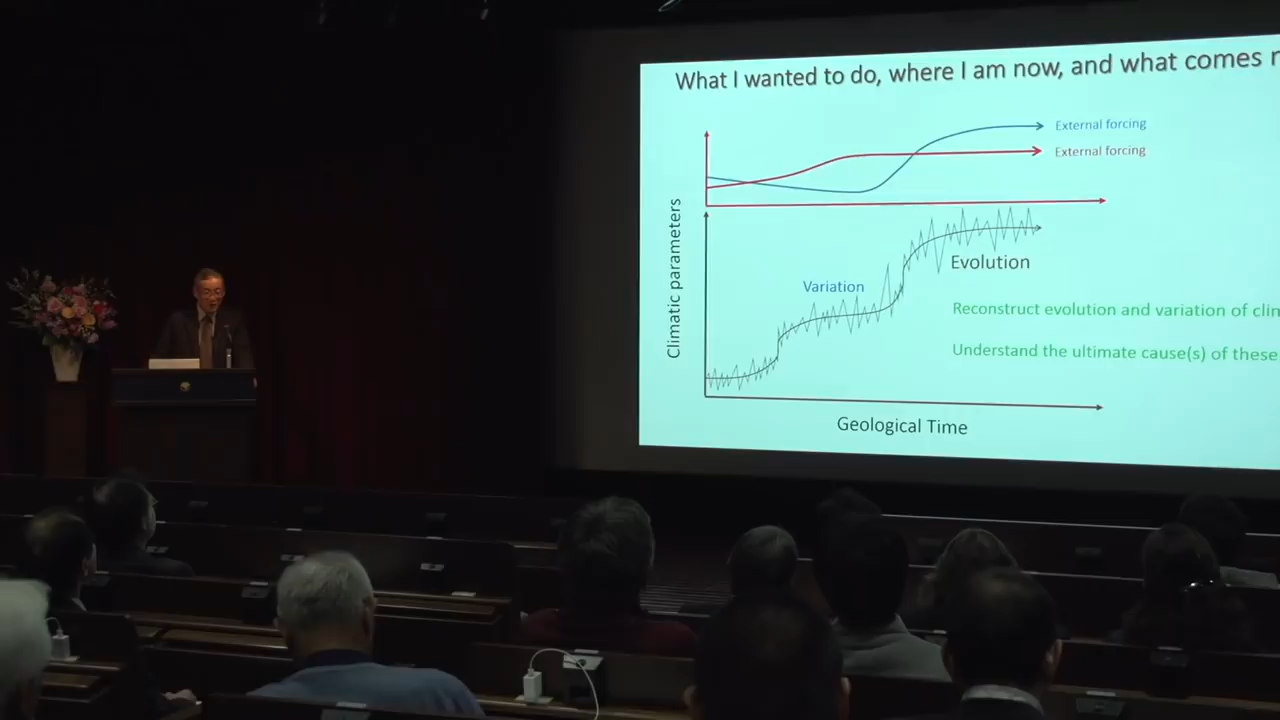 What I wanted to do, where I am now, and what comes
External forcing
External forcing
Climatic parameters
Evolution
Variation
Reconstruct evolution and variation of
Understand the ultimate cause(s) of these
Geological Time